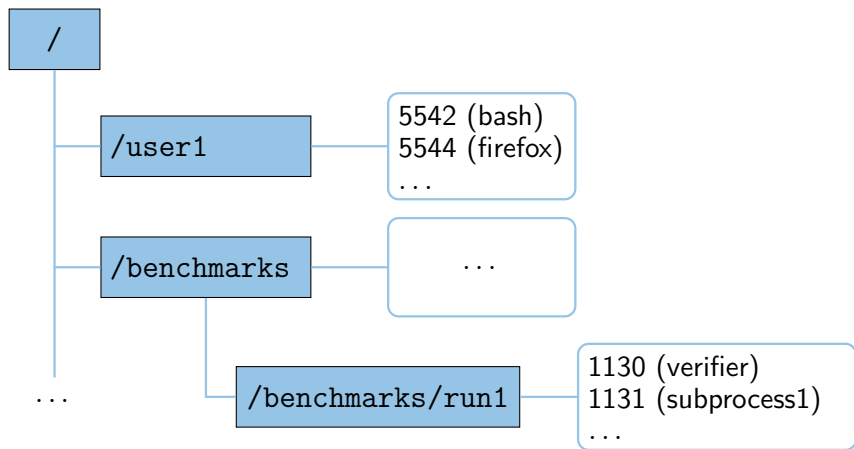 /
/user1
5542 (bash)
5544 (firefox)
...
/benchmarks
...
/benchmarks/run1
1130 (verifier)
1131 (subprocess1)
...
...